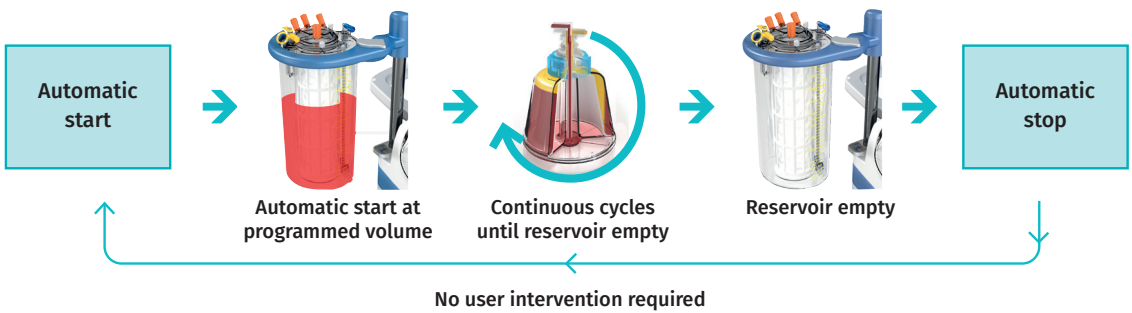 Automatic
start
Automatic
stop
Automatic start at
programmed volume
Continuous cycles
until reservoir empty
Reservoir empty
No user intervention required